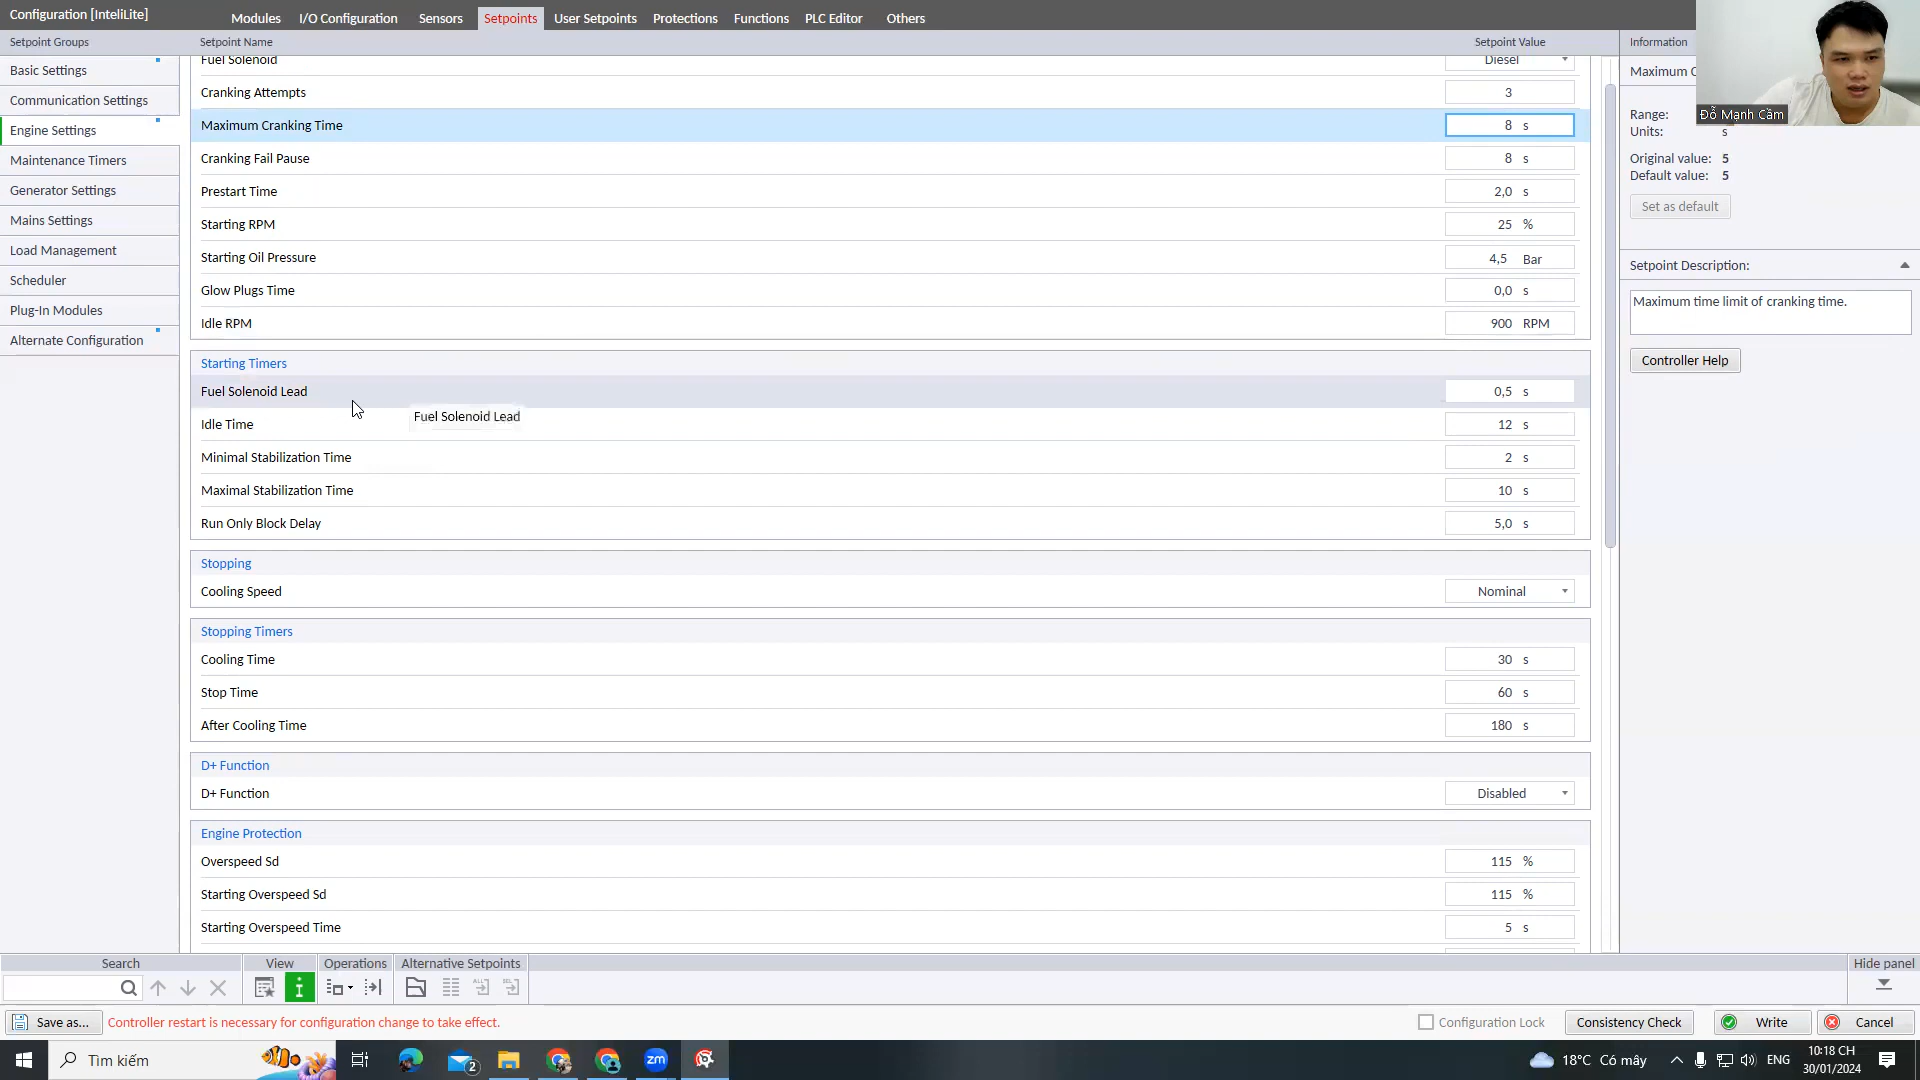 Configuration [InteliLite]
Modules I/O Configuration Sensors Setpoints User Setpoints Protections Functions PLC Editor Others
Setpoint Groups Setpoint Name Setpoint Value Information
Basic Settings
Communication Settings
Engine Settings
Maintenance Timers
Generator Settings
Mains Settings
Load Management
Scheduler
Plug-In Modules
Alternate Configuration
Fuel Solenoid Diesel
Cranking Attempts 3
Maximum Cranking Time 8 s
Cranking Fail Pause 8 s
Prestart Time 2,0 s
Starting RPM 25 %
Starting Oil Pressure 4,5 Bar
Glow Plugs Time 0,0 s
Idle RPM 900 RPM
Starting Timers
Fuel Solenoid Lead 0,5 s
Fuel Solenoid Lead
Idle Time 12 s
Minimal Stabilization Time 2 s
Maximal Stabilization Time 10 s
Run Only Block Delay 5,0 s
Stopping
Cooling Speed Nominal
Stopping Timers
Cooling Time 30 s
Stop Time 60 s
After Cooling Time 180 s
D+ Function
D+ Function Disabled
Engine Protection
Overspeed Sd 115 %
Starting Overspeed Sd 115 %
Starting Overspeed Time 5 s
Maximum C
Đỗ Mạnh Cầm
Range:
Units: s
Original value: 5
Default value: 5
Set as default
Setpoint Description:
Maximum time limit of cranking time.
Controller Help
Search View Operations Alternative Setpoints Hide panel
Save as... Controller restart is necessary for configuration change to take effect. Configuration Lock Consistency Check Write Cancel
Tìm kiếm 2 zm 18°C Có mây ENG 10:18 CH
30/01/2024